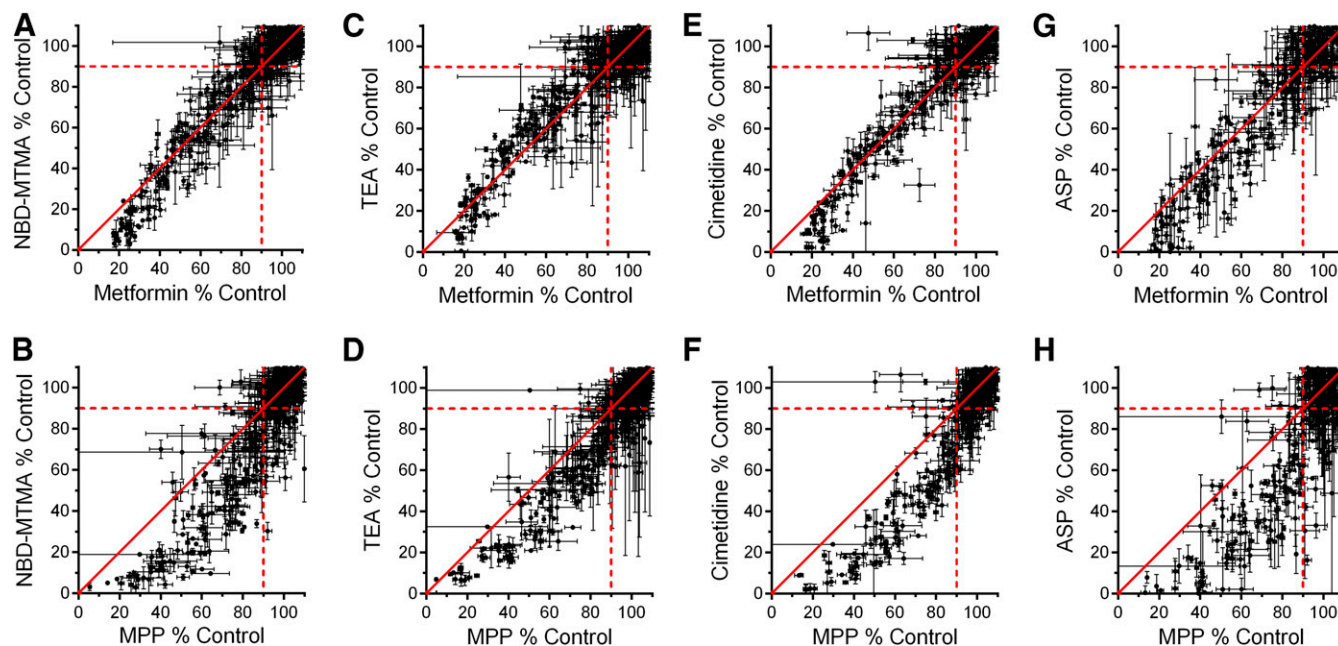 A
NBD-MTMA % Control
100
80
60
40
20
0
0 20 40 60 80 100
Metformin % Control
C
TEA % Control
100
80
60
40
20
0
0 20 40 60 80 100
Metformin % Control
E
Cimetidine % Control
100
80
60
40
20
0
0 20 40 60 80 100
Metformin % Control
G
ASP % Control
100
80
60
40
20
0
0 20 40 60 80 100
Metformin % Control
B
NBD-MTMA % Control
100
80
60
40
20
0
0 20 40 60 80 100
MPP % Control
D
TEA % Control
100
80
60
40
20
0
0 20 40 60 80 100
MPP % Control
F
Cimetidine % Control
100
80
60
40
20
0
0 20 40 60 80 100
MPP % Control
H
ASP % Control
100
80
60
40
20
0
0 20 40 60 80 100
MPP % Control